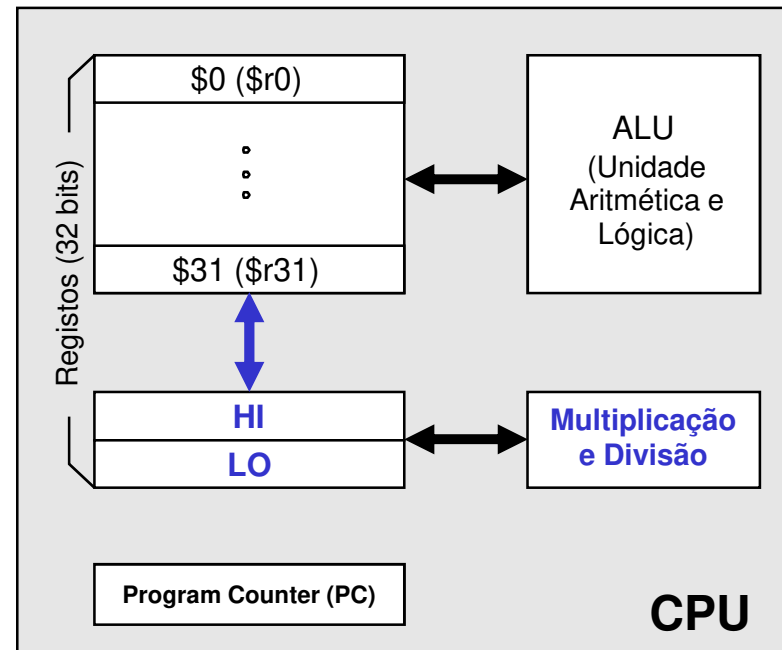 Registos (32 bits)
$0 ($r0)
$31 ($r31)
ALU
(Unidade
Aritmética e
Lógica)
HI
LO
Multiplicação
e Divisão
Program Counter (PC)
CPU